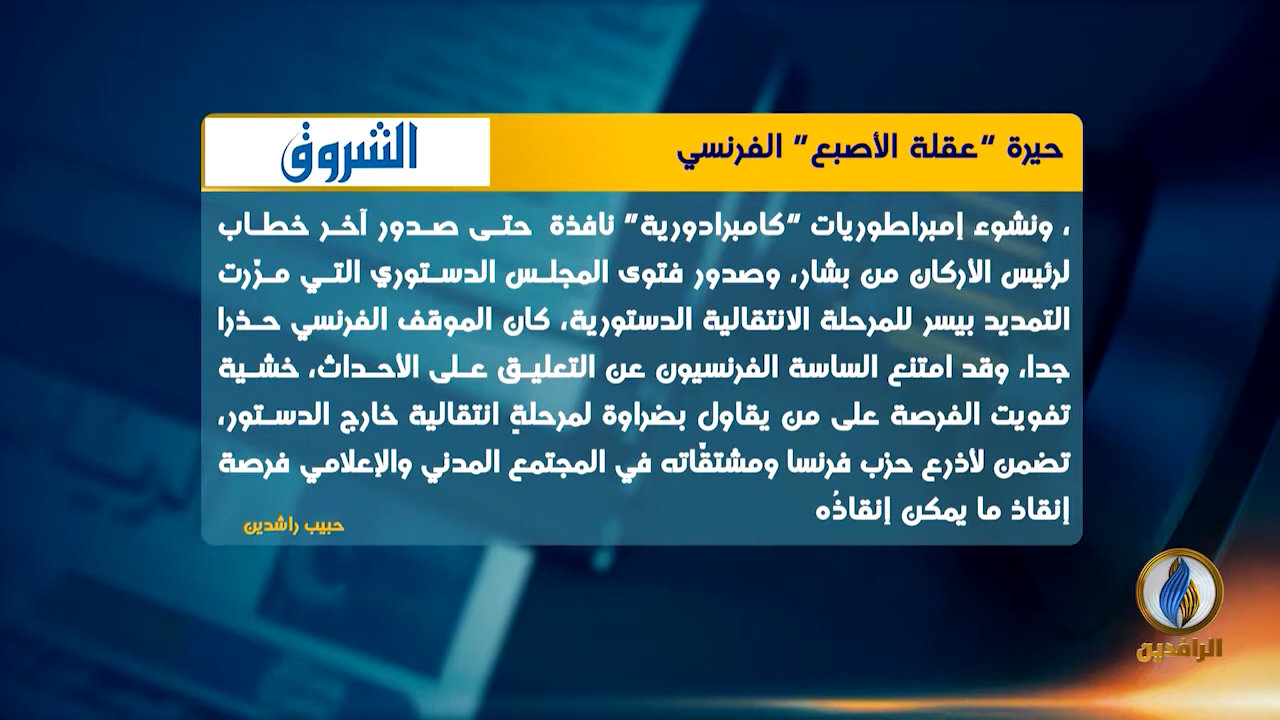 حيرة “عقلة الأصبع” الفرنسي
الشروق
، ونشوء إمبراطوريات “كامبرادورية” نافذة حتى صدور آخر خطاب
لرئيس الأركان من بشار، وصدور فتوى المجلس الدستوري التي مرّرت
التمديد بيسر للمرحلة الانتقالية الدستورية، كان الموقف الفرنسي حذرا
جدا، وقد امتنع الساسة الفرنسيون عن التعليق على الأحداث، خشية
تفويت الفرصة على من يقاول بضراوة لمرحلةٍ انتقالية خارج الدستور،
تضمن لأذرع حزب فرنسا ومشتقّاته في المجتمع المدني والإعلامي فرصة
إنقاذ ما يمكن إنقاذُه
حبيب راشدين
الرافدين